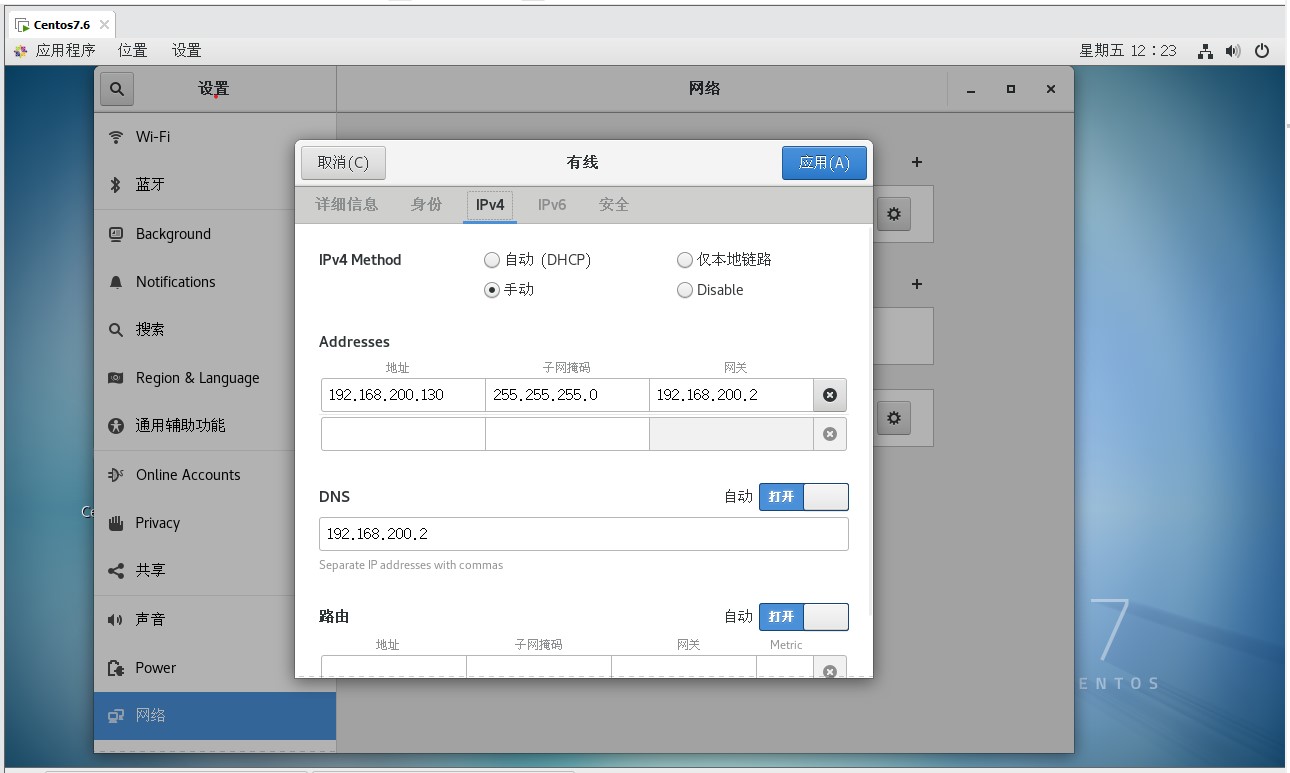 Centos7.6
应用程序 位置 设置 星期五 12：23
设置 网络
Wi-Fi
蓝牙
Background
Notifications
搜索
Region & Language
通用辅助功能
Online Accounts
Privacy
共享
声音
Power
网络
取消(C) 有线 应用(A)
详细信息 身份 IPv4 IPv6 安全
IPv4 Method 自动 (DHCP) 仅本地链路
手动 Disable
Addresses
地址 子网掩码 网关
192.168.200.130 255.255.255.0 192.168.200.2
DNS 自动 打开
192.168.200.2
Separate IP addresses with commas
路由 自动 打开
地址 子网掩码 网关 Metric
Ce
7
ENTOS